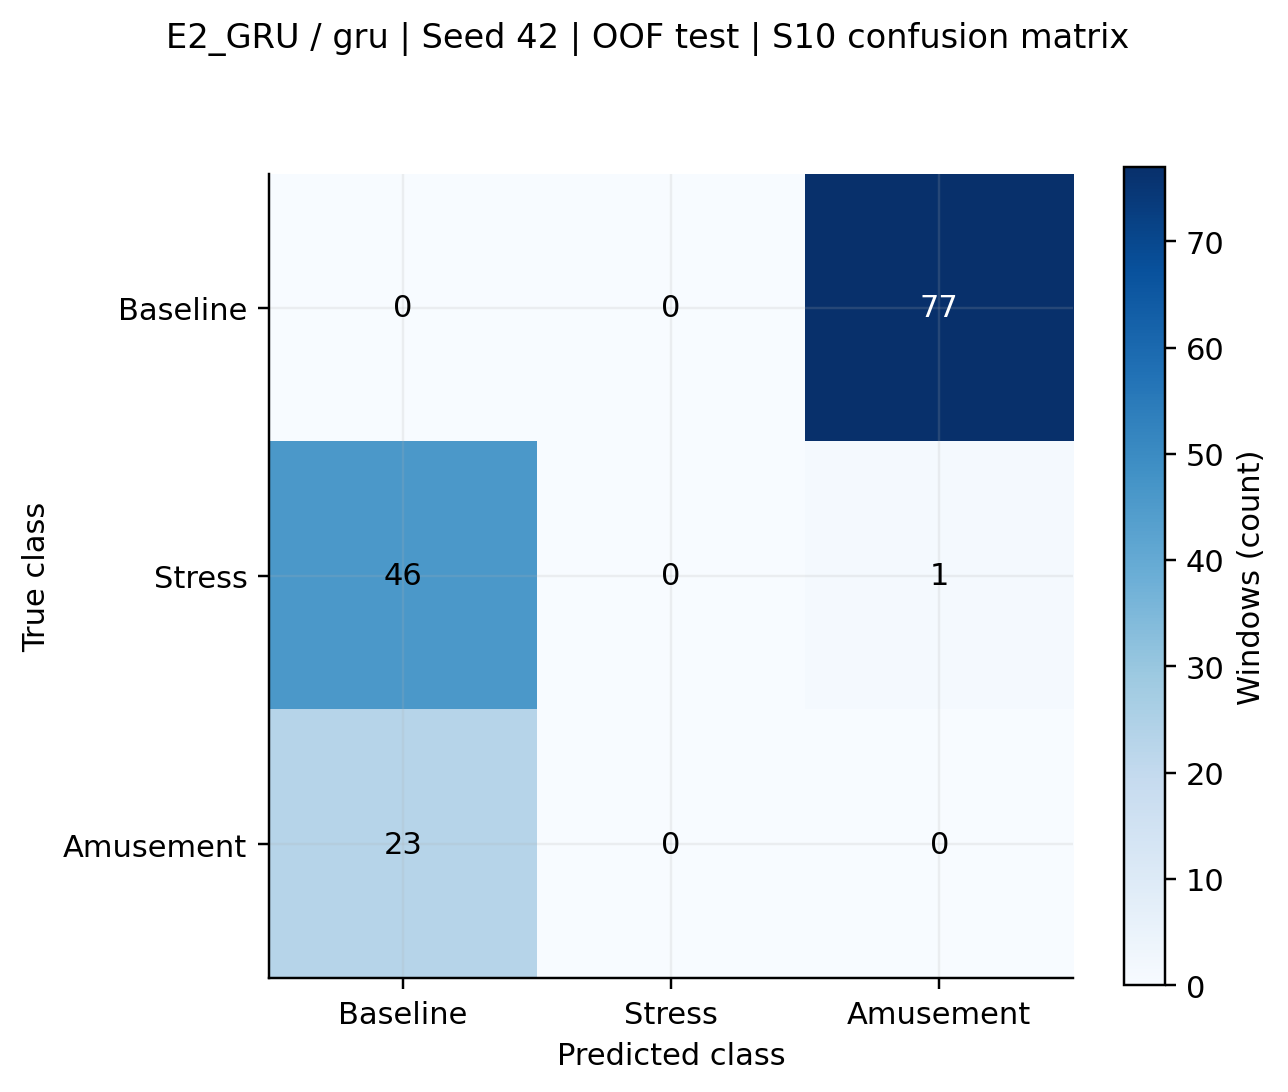 E2_GRU / gru | Seed 42 | OOF test | S10 confusion matrix
Baseline
0
0
77
Stress
46
0
1
Amusement
23
0
0
Baseline
Stress
Amusement
Predicted class
True class
70
60
50
40
30
20
10
0
Windows (count)